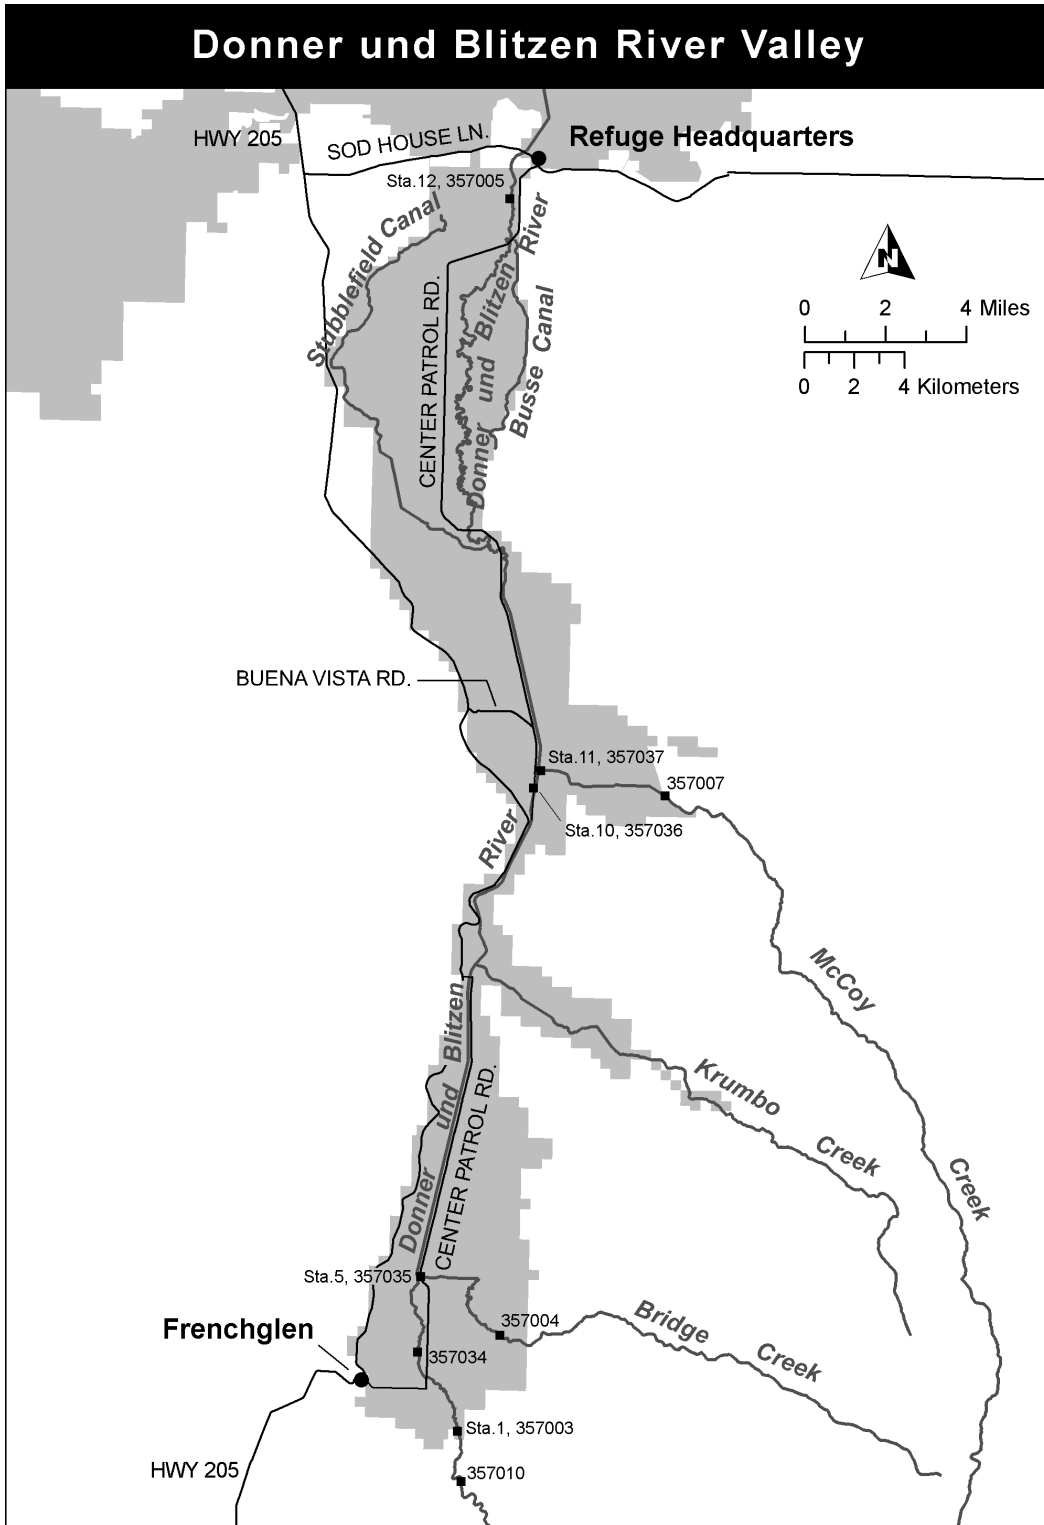 Donner und Blitzen River Valley
HWY 205
SOD HOUSE LN.
Refuge Headquarters
Sta.12, 357005
Stubblefield Canal
Donner und Blitzen River
Busse Canal
CENTER PATROL RD.
N
0 2 4 Miles
0 2 4 Kilometers
BUENA VISTA RD.
Sta.11, 357037
357007
Sta.10, 357036
Donner und Blitzen River
McCoy Creek
Krumbo Creek
CENTER PATROL RD.
Sta.5, 357035
357004
Bridge Creek
Frenchglen
357034
Sta.1, 357003
HWY 205
357010